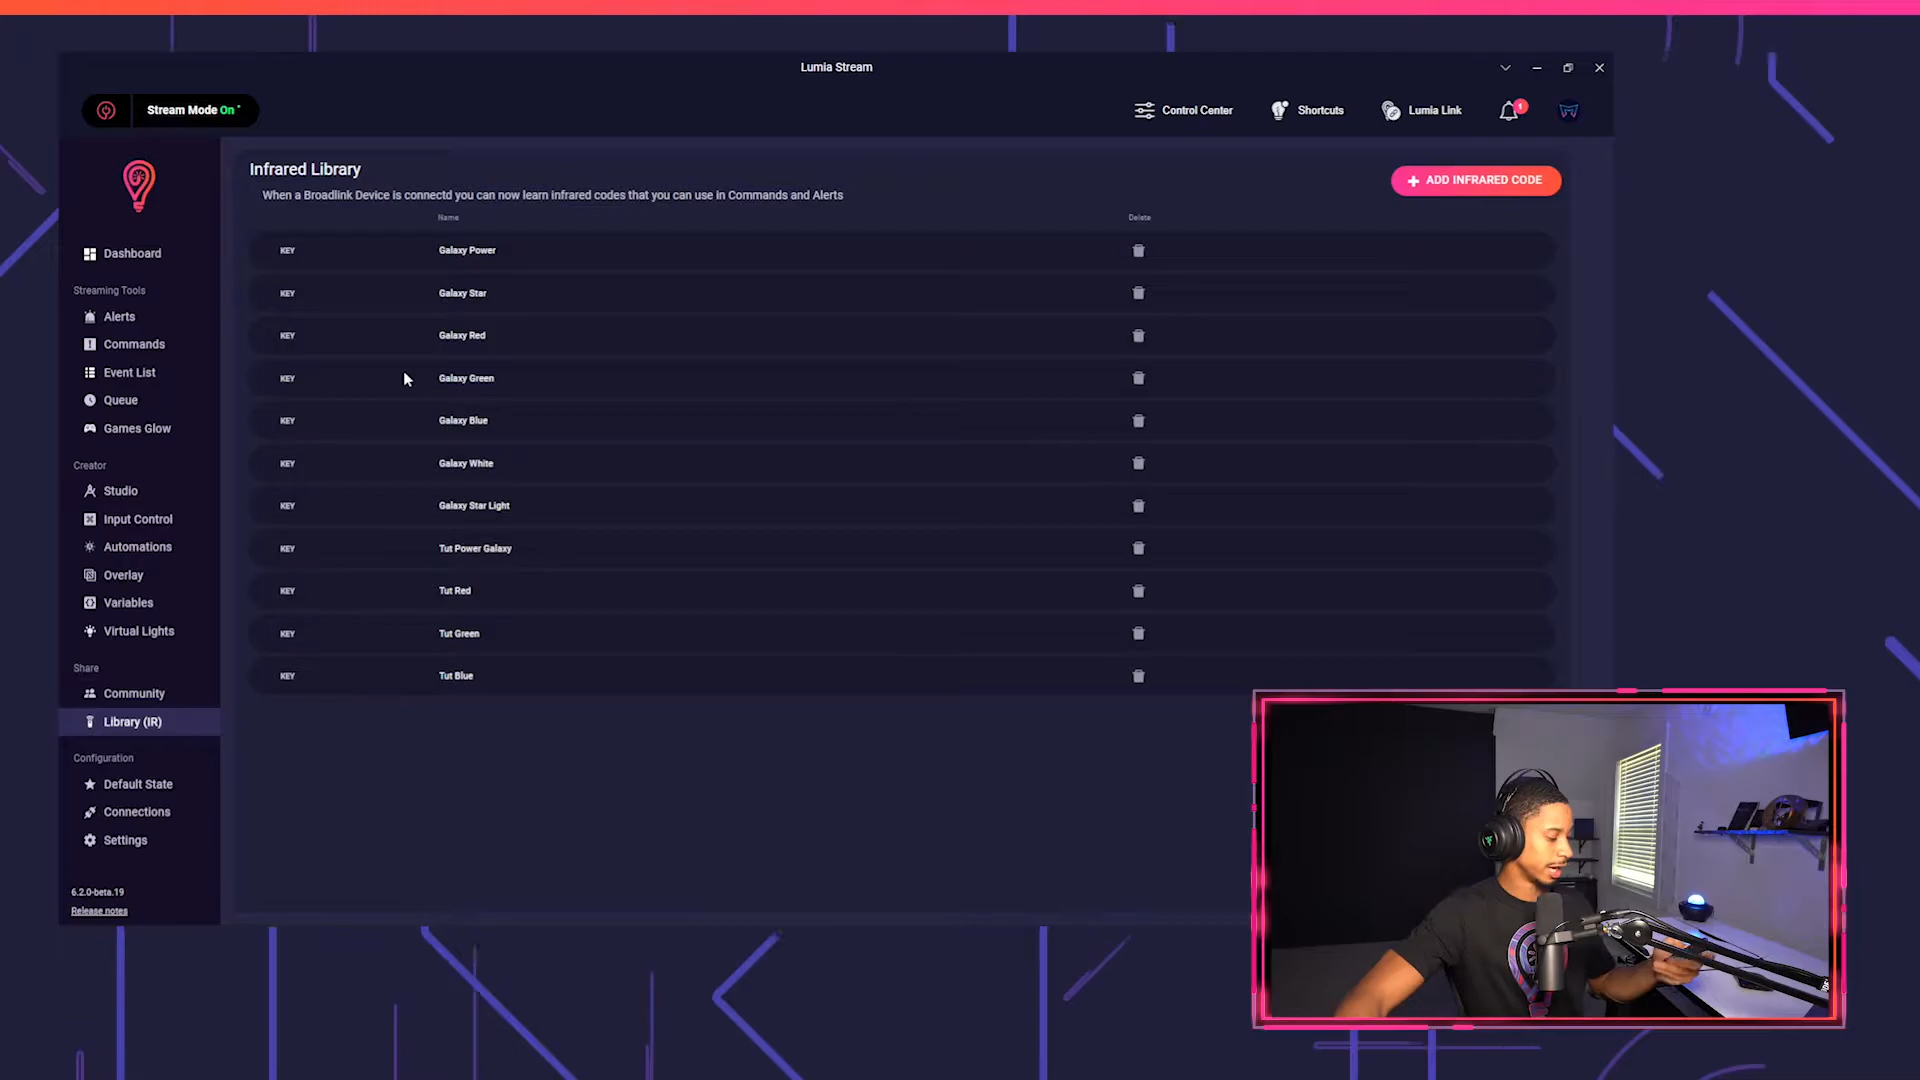 Lumia Stream
Stream Mode On
Control Center
Shortcuts
Lumia Link
1
Infrared Library
When a Broadlink Device is connectd you can now learn infrared codes that you can use in Commands and Alerts
ADD INFRARED CODE
Name
Delete
KEY Galaxy Power
KEY Galaxy Star
KEY Galaxy Red
KEY Galaxy Green
KEY Galaxy Blue
KEY Galaxy White
KEY Galaxy Star Light
KEY Tut Power Galaxy
KEY Tut Red
KEY Tut Green
KEY Tut Blue
Dashboard
Streaming Tools
Alerts
Commands
Event List
Queue
Games Glow
Creator
Studio
Input Control
Automations
Overlay
Variables
Virtual Lights
Share
Community
Library (IR)
Configuration
Default State
Connections
Settings
6.2.0-beta.19
Release notes